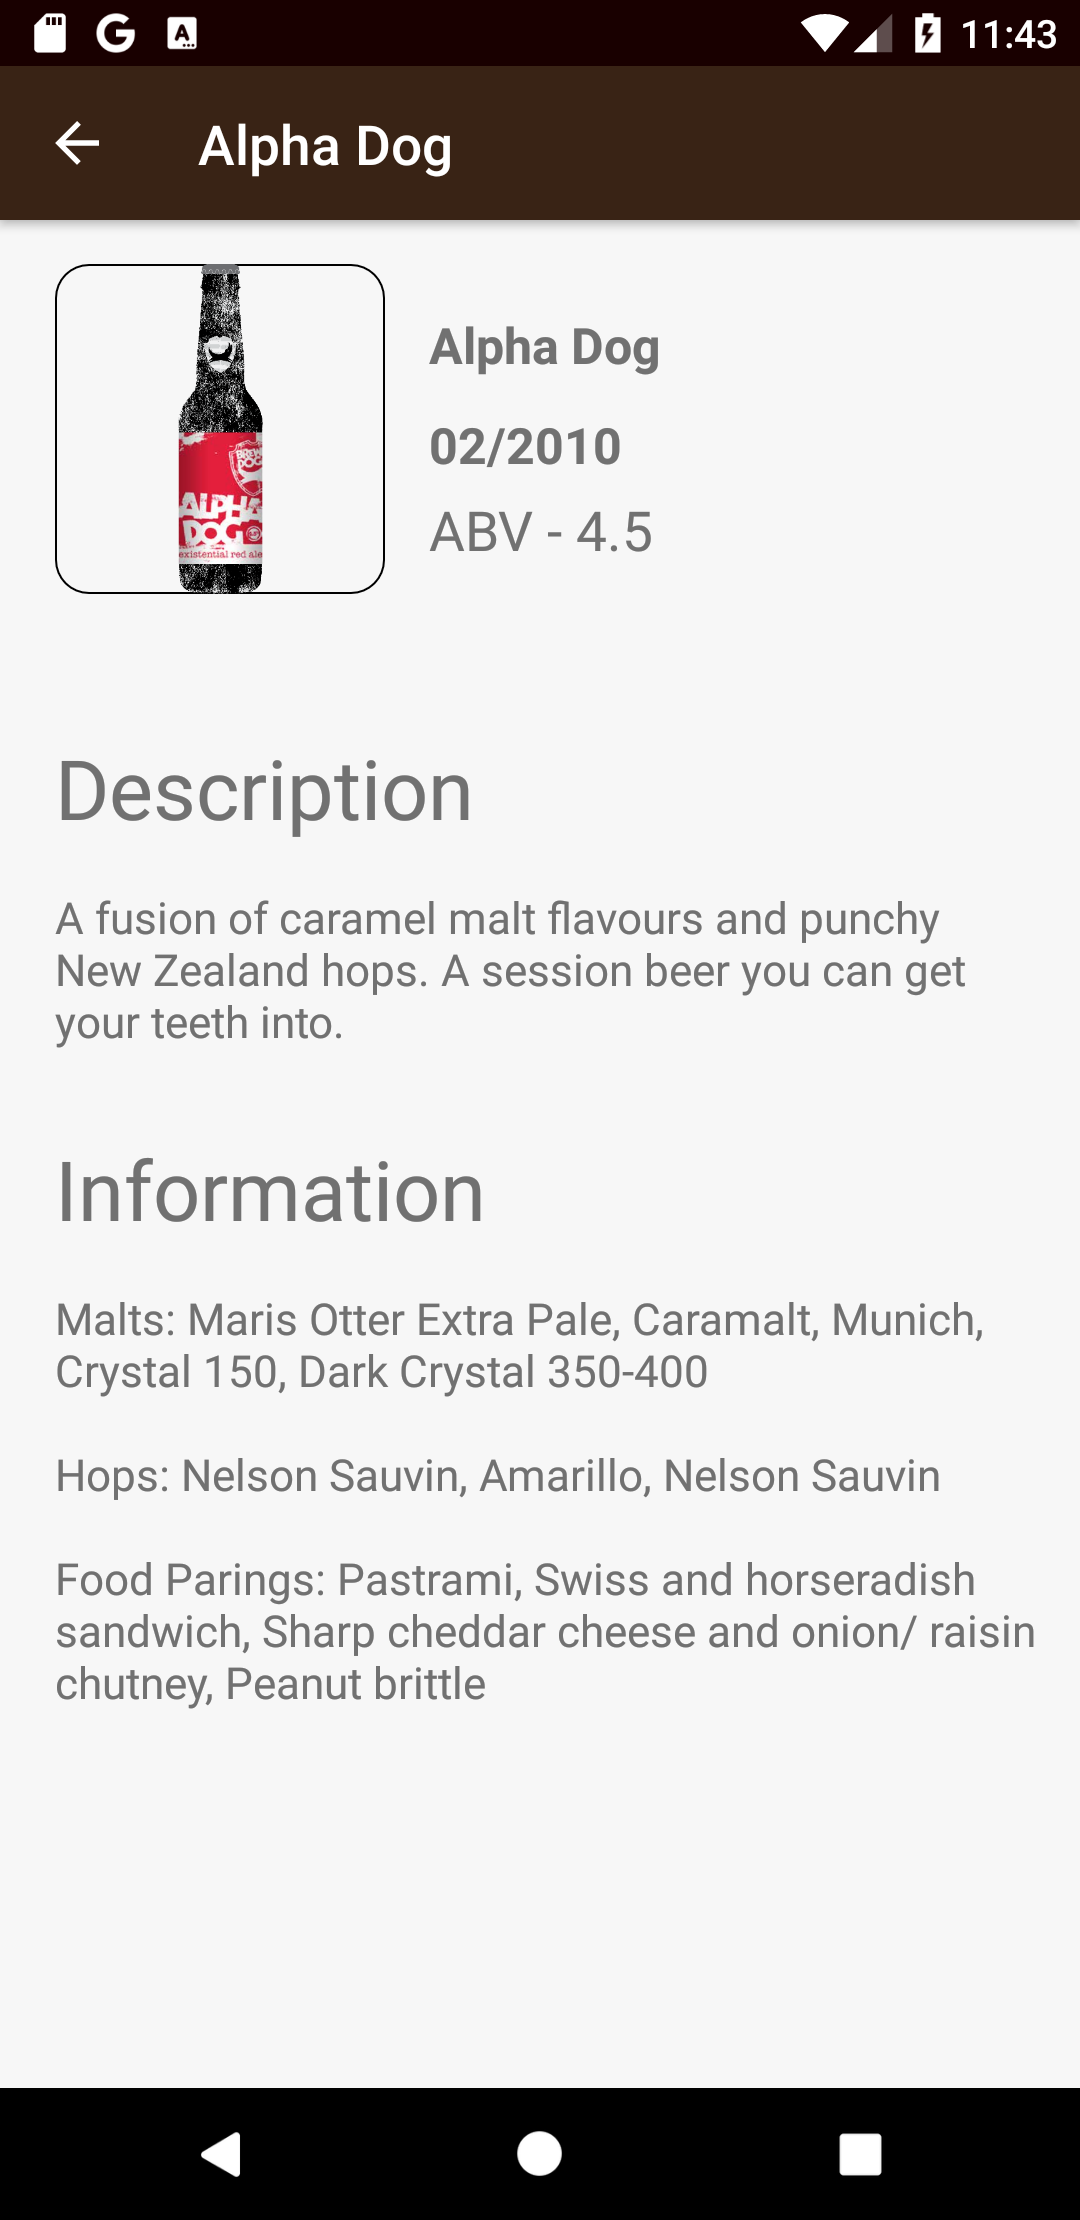 11:43
Alpha Dog
BREW
DOG
ALPHA
DOG
existential red ale
Alpha Dog
02/2010
ABV - 4.5
Description
A fusion of caramel malt flavours and punchy
New Zealand hops. A session beer you can get
your teeth into.
Information
Malts: Maris Otter Extra Pale, Caramalt, Munich,
Crystal 150, Dark Crystal 350-400
Hops: Nelson Sauvin, Amarillo, Nelson Sauvin
Food Parings: Pastrami, Swiss and horseradish
sandwich, Sharp cheddar cheese and onion/ raisin
chutney, Peanut brittle